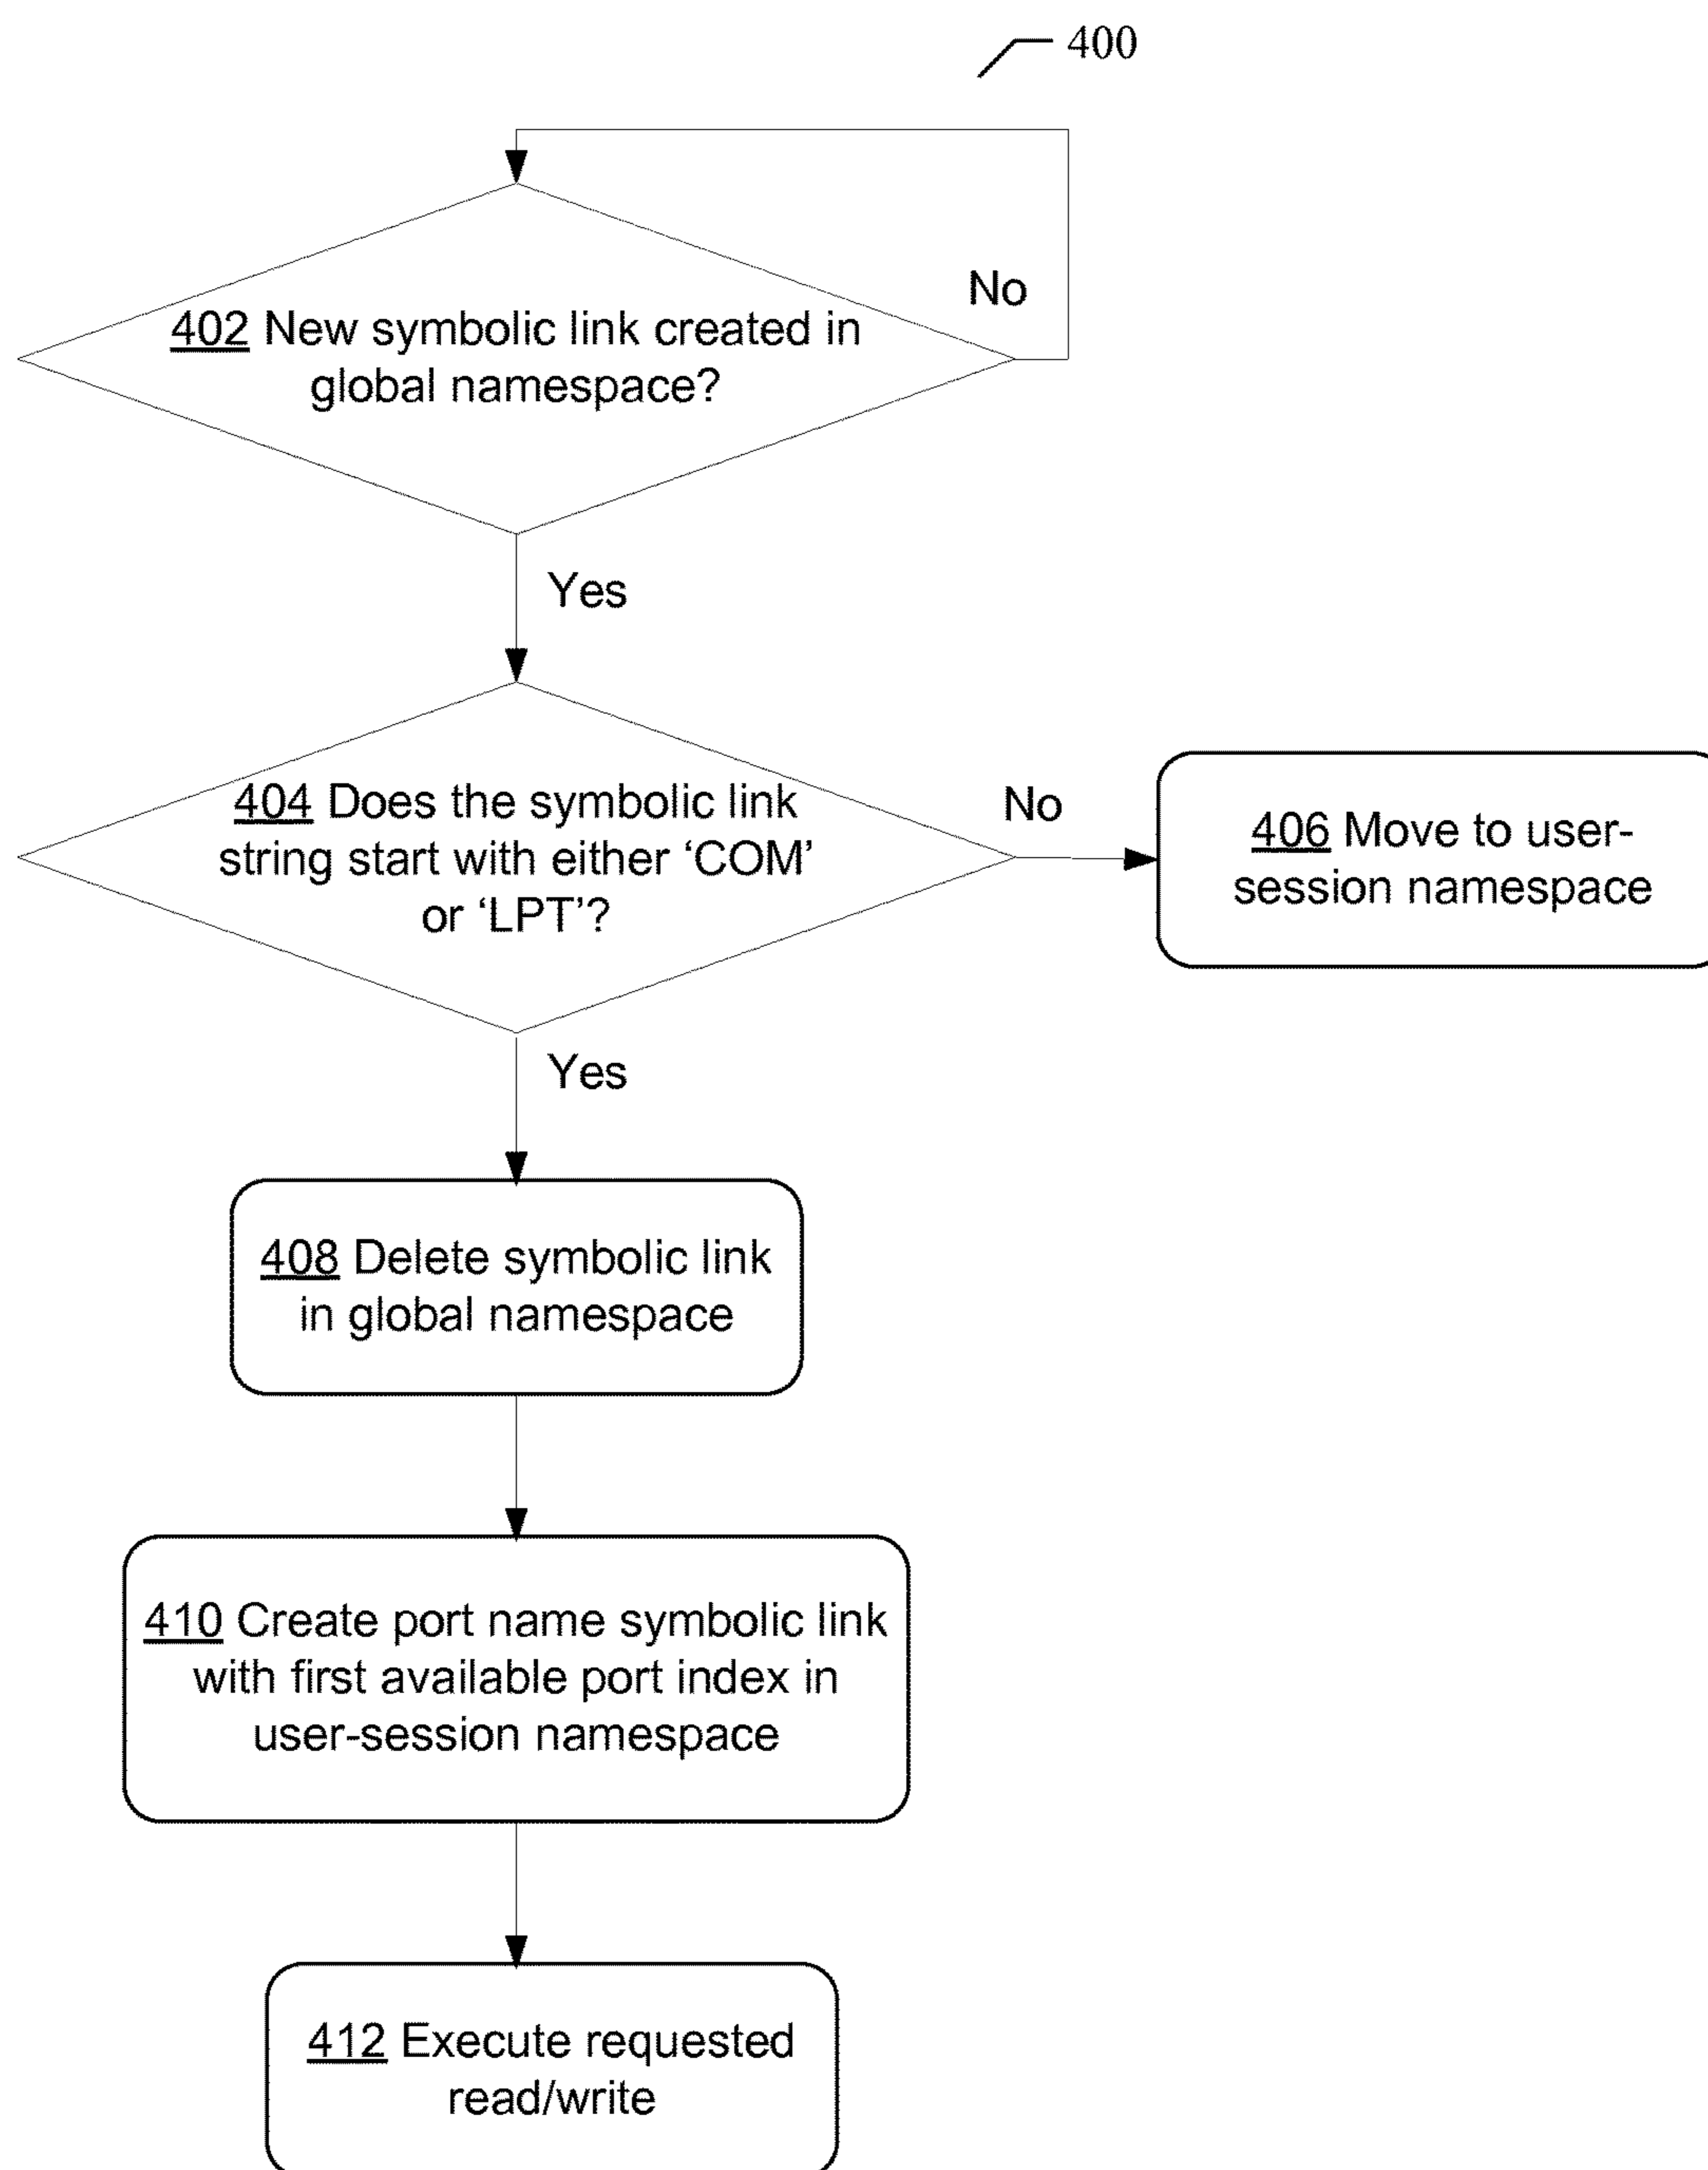 400
No
402 New symbolic link created in
global namespace?
Yes
404 Does the symbolic link
string start with either ‘COM’
or ‘LPT’?
No
406 Move to user-
session namespace
Yes
408 Delete symbolic link
in global namespace
410 Create port name symbolic link
with first available port index in
user-session namespace
412 Execute requested
read/write